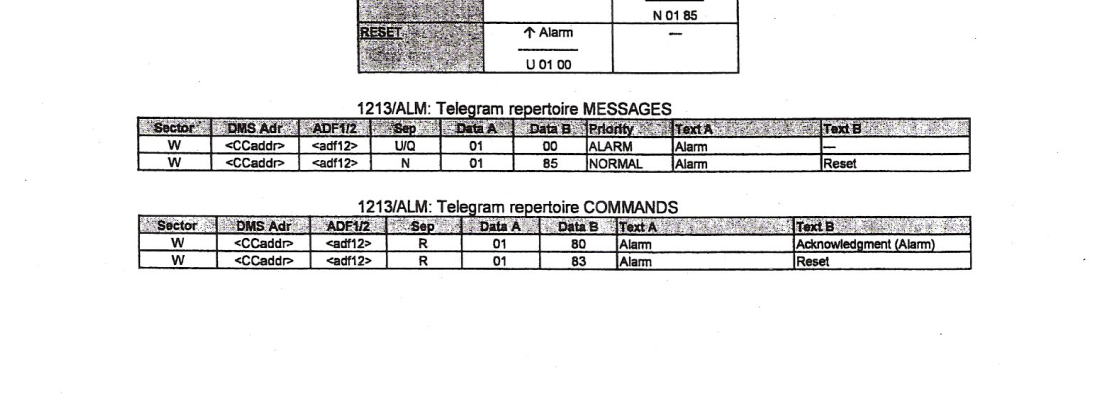 N 01 85
RESET ↑ Alarm —
U 01 00
1213/ALM: Telegram repertoire MESSAGES
Sector DMS Adr ADF1/2 Sep Data A Data B Priority Text A Text B
W <CCaddr> <adf12> U/Q 01 00 ALARM Alarm —
W <CCaddr> <adf12> N 01 85 NORMAL Alarm Reset
1213/ALM: Telegram repertoire COMMANDS
Sector DMS Adr ADF1/2 Sep Data A Data B Text A Text B
W <CCaddr> <adf12> R 01 80 Alarm Acknowledgment (Alarm)
W <CCaddr> <adf12> R 01 83 Alarm Reset